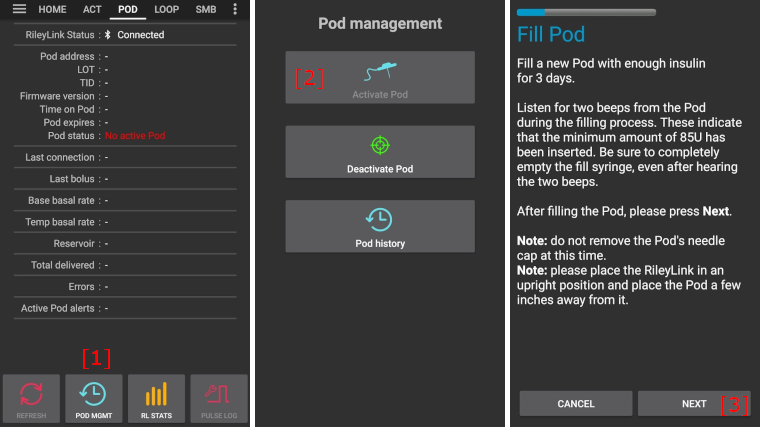 HOME ACT POD LOOP SMB
RileyLink Status : Connected
Pod address : -
LOT : -
TID : -
Firmware version : -
Time on Pod : -
Pod expires : -
Pod status : No active Pod
Last connection : -
Last bolus : -
Base basal rate : -
Temp basal rate : -
Reservoir : -
Total delivered : -
Errors : -
Active Pod alerts : -
[1]
REFRESH POD MGMT RL STATS PULSE LOG
Pod management
[2]
Activate Pod
Deactivate Pod
Pod history
Fill Pod
Fill a new Pod with enough insulin
for 3 days.
Listen for two beeps from the Pod
during the filling process. These indicate
that the minimum amount of 85U has
been inserted. Be sure to completely
empty the fill syringe, even after hearing
the two beeps.
After filling the Pod, please press Next.
Note: do not remove the Pod's needle
cap at this time.
Note: please place the RileyLink in an
upright position and place the Pod a few
inches away from it.
CANCEL NEXT [3]